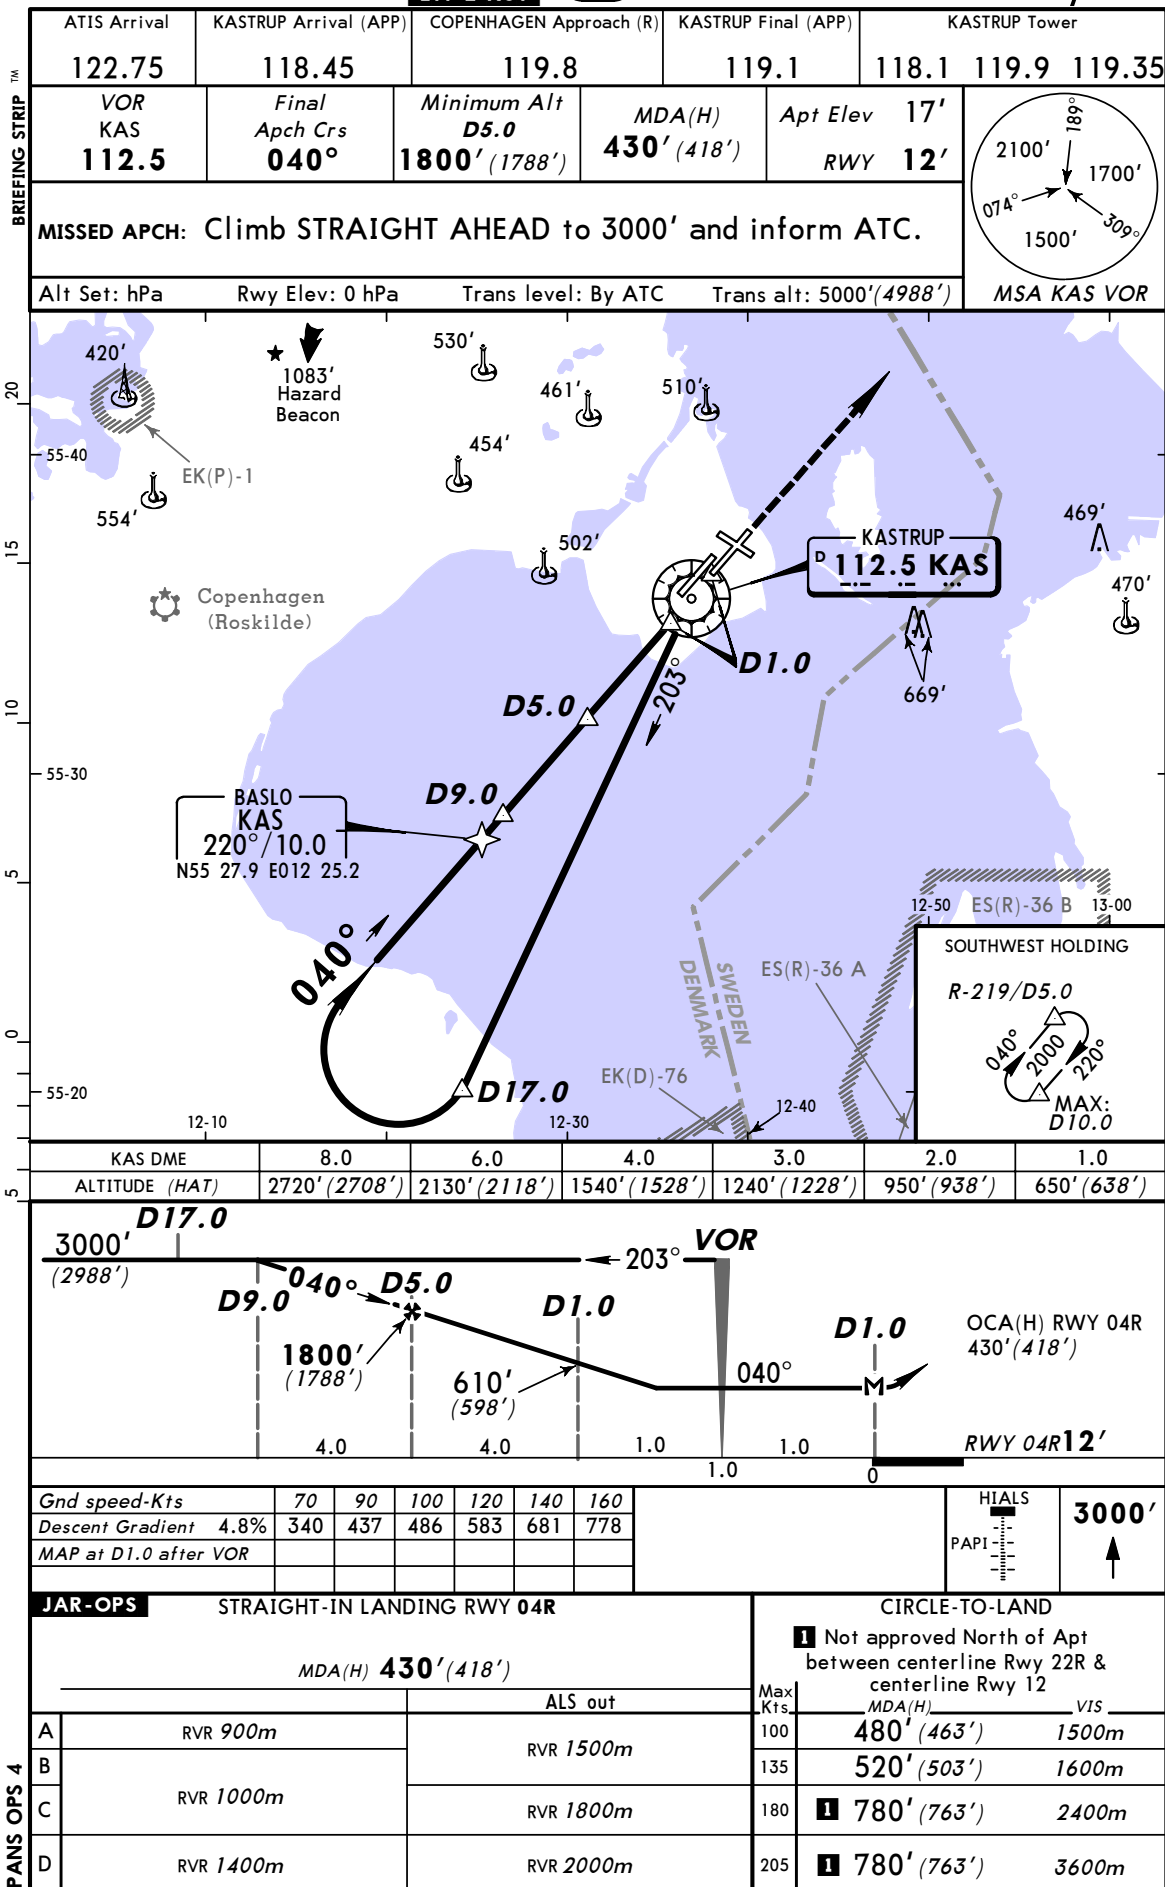 ATIS Arrival
KASTRUP Arrival (APP)
COPENHAGEN Approach (R)
KASTRUP Final (APP)
KASTRUP Tower
122.75
118.45
119.8
119.1
118.1 119.9 119.35
BRIEFING STRIP TM
VOR
KAS
112.5
Final
Apch Crs
040°
Minimum Alt
D5.0
1800' (1788')
MDA(H)
430' (418')
Apt Elev 17'
RWY 12'
189°
2100'
1700'
074°
309°
1500'
MSA KAS VOR
MISSED APCH: Climb STRAIGHT AHEAD to 3000' and inform ATC.
Alt Set: hPa Rwy Elev: 0 hPa Trans level: By ATC Trans alt: 5000' (4988')
420'
1083'
Hazard
Beacon
530'
461'
510'
20
454'
55-40
EK(P)-1
554'
469'
15
502'
KASTRUP
D 112.5 KAS
Copenhagen
(Roskilde)
470'
D1.0
203°
669'
D5.0
10
55-30
D9.0
BASLO
KAS
220°/10.0
N55 27.9 E012 25.2
5
12-50 ES(R)-36 B 13-00
040°
SWEDEN
DENMARK
ES(R)-36 A
SOUTHWEST HOLDING
R-219/D5.0
040°
2000
220°
MAX:
D10.0
0
EK(D)-76
55-20
D17.0
12-10
12-30
12-40
5
KAS DME 8.0 6.0 4.0 3.0 2.0 1.0
ALTITUDE (HAT) 2720' (2708') 2130' (2118') 1540' (1528') 1240' (1228') 950' (938') 650' (638')
D17.0
3000'
(2988')
203°
VOR
040°
D9.0
D5.0
D1.0
D1.0
OCA(H) RWY 04R
430' (418')
1800'
(1788')
610'
(598')
040°
M
4.0 4.0 1.0 1.0
RWY 04R 12'
1.0
0
Gnd speed-Kts 70 90 100 120 140 160
Descent Gradient 4.8% 340 437 486 583 681 778
MAP at D1.0 after VOR
HIALS
PAPI
3000'
JAR-OPS
STRAIGHT-IN LANDING RWY 04R
CIRCLE-TO-LAND
1 Not approved North of Apt
between centerline Rwy 22R &
centerline Rwy 12
MDA(H) 430' (418')
ALS out
Max
Kts
MDA(H)
VIS
A RVR 900m RVR 1500m 100 480' (463') 1500m
B 135 520' (503') 1600m
C RVR 1000m RVR 1800m 180 1 780' (763') 2400m
D RVR 1400m RVR 2000m 205 1 780' (763') 3600m
PANS OPS 4